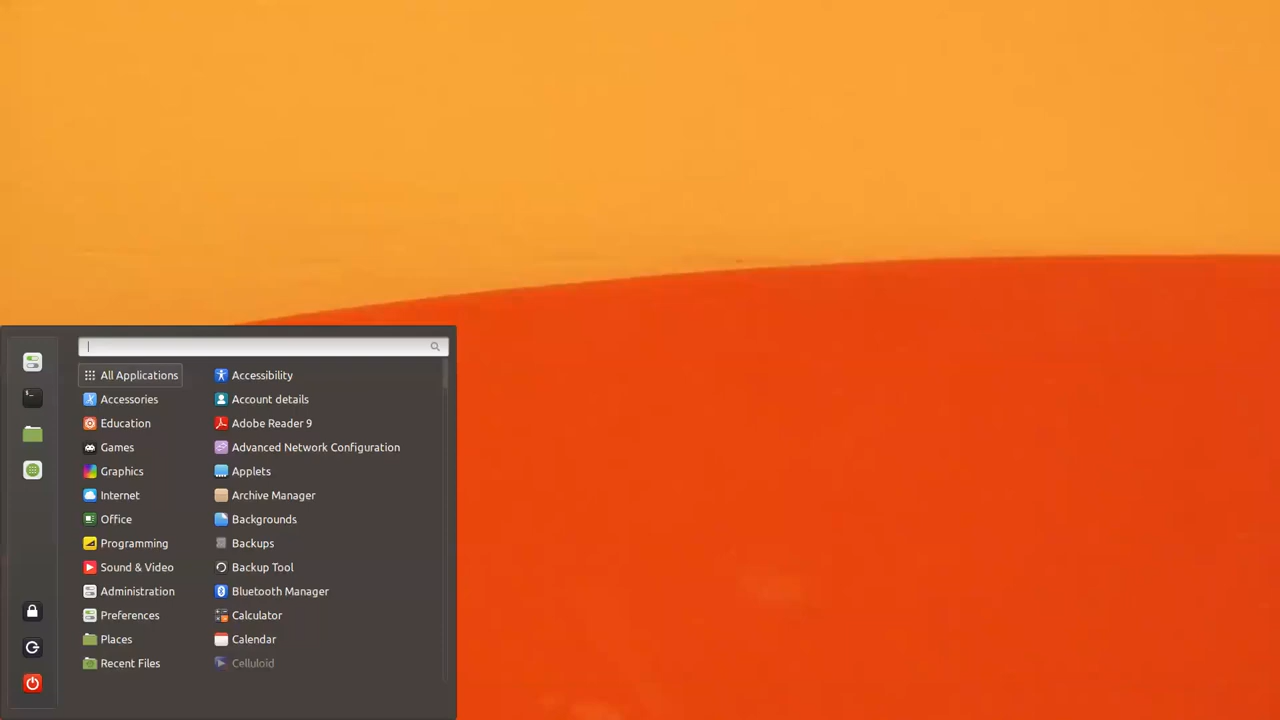 All Applications
Accessories
Education
Games
Graphics
Internet
Office
Programming
Sound & Video
Administration
Preferences
Places
Recent Files
Accessibility
Account details
Adobe Reader 9
Advanced Network Configuration
Applets
Archive Manager
Backgrounds
Backups
Backup Tool
Bluetooth Manager
Calculator
Calendar
Celluloid